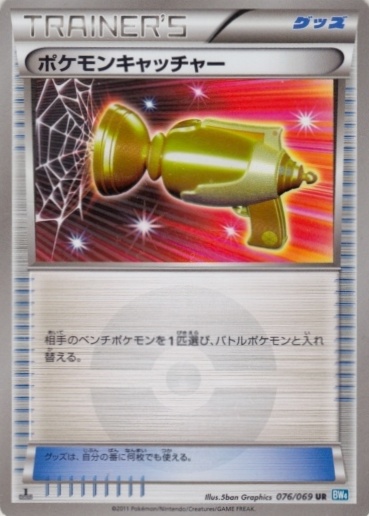 TRAINER'S グッズ
ポケモンキャッチャー
相手のベンチポケモンを1匹選び、バトルポケモンと入れ
替える。
グッズは、自分の番に何枚でも使える。
I Illus.5ban Graphics 076/069 UR BW4
©2011 Pokémon/Nintendo/Creatures/GAME FREAK.